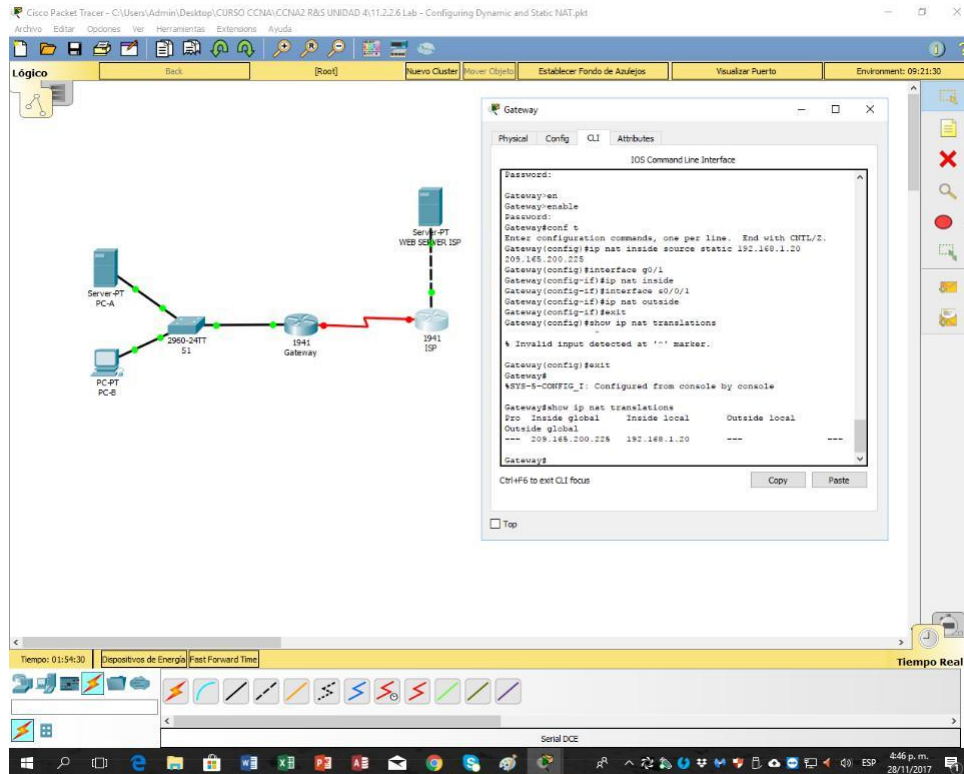 Cisco Packet Tracer - C:\Users\Admin\Desktop\CURSO CCNA\CCNA2 R&S UNIDAD 4\11.2.2.6 Lab - Configuring Dynamic and Static NAT.pkt
Archivo Editar Opciones Ver Herramientas Extensions Ayuda
Lógico Back [Root] Nuevo Cluster Mover Objeto Establecer Fondo de Azulejos Visualizar Puerto Environment: 09:21:30
Gateway
Physical Config CLI Attributes
IOS Command Line Interface
Password:
Gateway>en
Gateway>enable
Password:
Gateway#conf t
Enter configuration commands, one per line. End with CNTL/Z.
Gateway(config)#ip nat inside source static 192.168.1.20
209.165.200.225
Gateway(config)#interface g0/1
Gateway(config-if)#ip nat inside
Gateway(config-if)#interface s0/0/1
Gateway(config-if)#ip nat outside
Gateway(config-if)#exit
Gateway(config)#show ip nat translations
^
% Invalid input detected at '^' marker.
Gateway(config)#exit
Gateway#
%SYS-5-CONFIG_I: Configured from console by console
Gateway#show ip nat translations
Pro Inside global Inside local Outside local
Outside global
--- 209.165.200.225 192.168.1.20 --- ---
Gateway#
Ctrl+F6 to exit CLI focus Copy Paste
Top
Server-PT
WEB SERVER ISP
Server-PT
PC-A
2960-24TT
S1
1941
Gateway
1941
ISP
PC-PT
PC-B
Tiempo: 01:54:30 Dispositivos de Energía Fast Forward Time Tiempo Real
Serial DCE
ESP 4:46 p. m.
28/11/2017